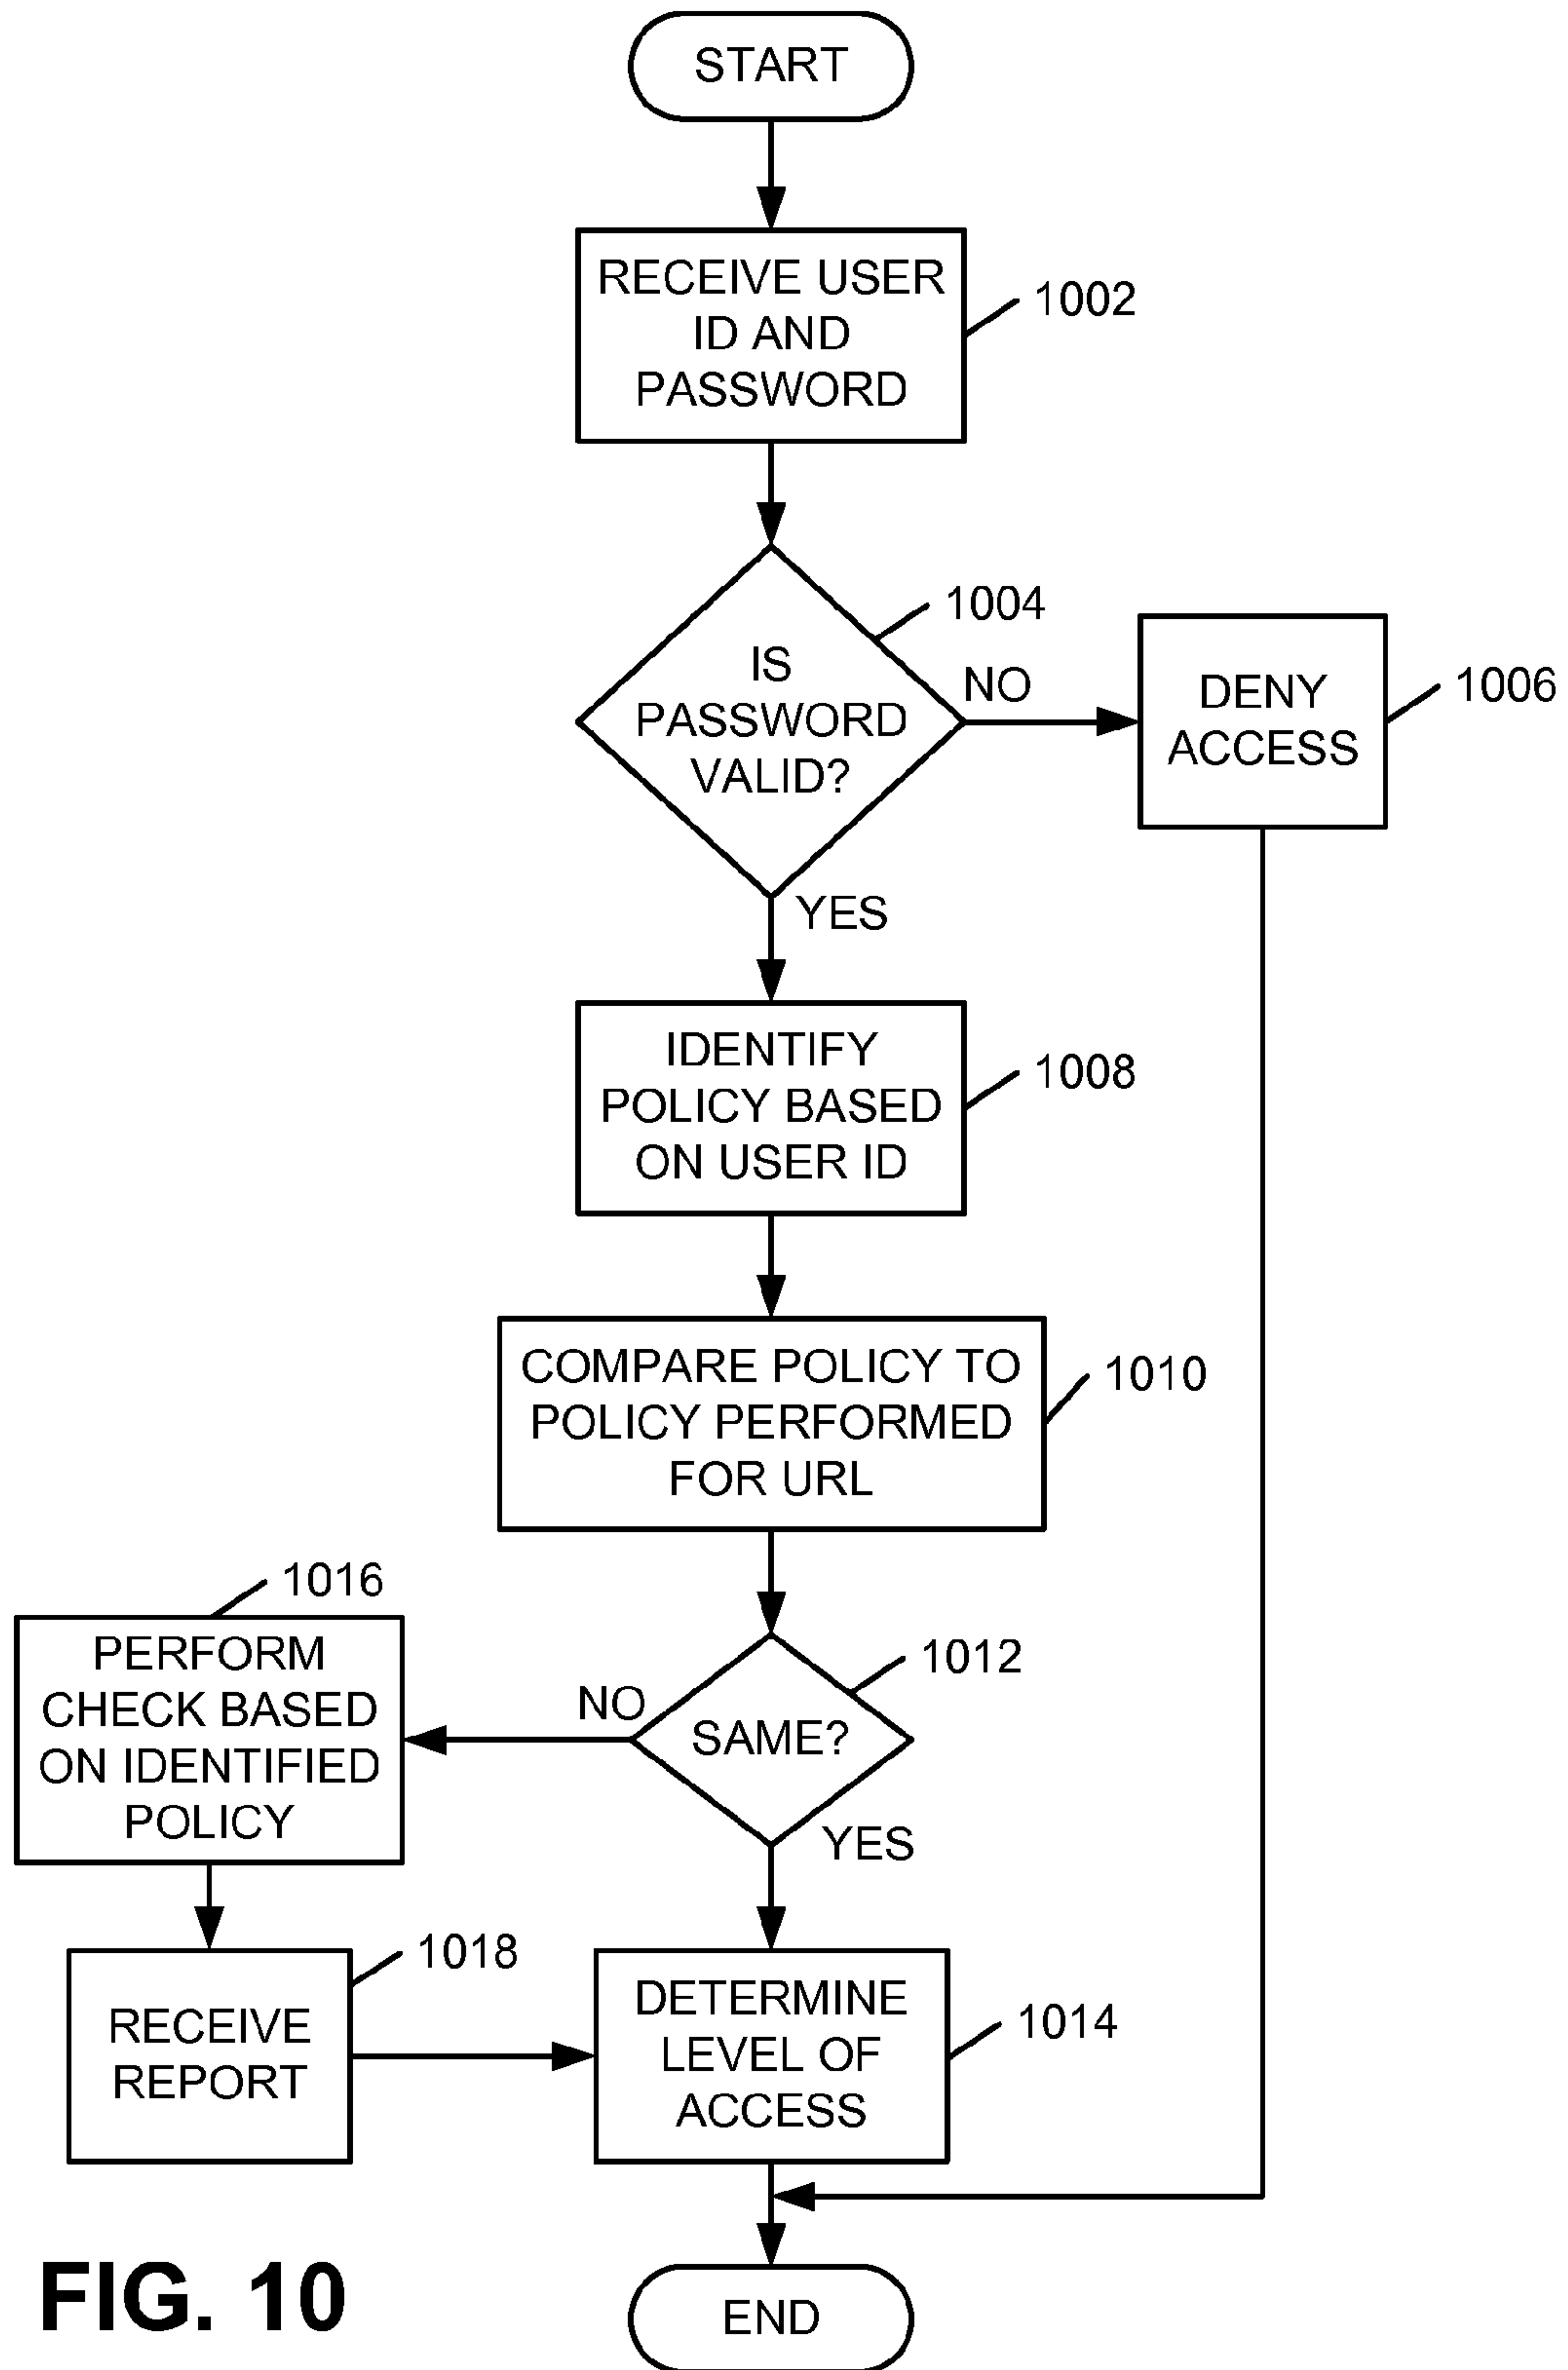 START
RECEIVE USER
ID AND
PASSWORD
1002
IS
PASSWORD
VALID?
1004
NO
DENY
ACCESS
1006
YES
IDENTIFY
POLICY BASED
ON USER ID
1008
COMPARE POLICY TO
POLICY PERFORMED
FOR URL
1010
SAME?
1012
NO
1016
PERFORM
CHECK BASED
ON IDENTIFIED
POLICY
YES
RECEIVE
REPORT
1018
DETERMINE
LEVEL OF
ACCESS
1014
END
FIG. 10